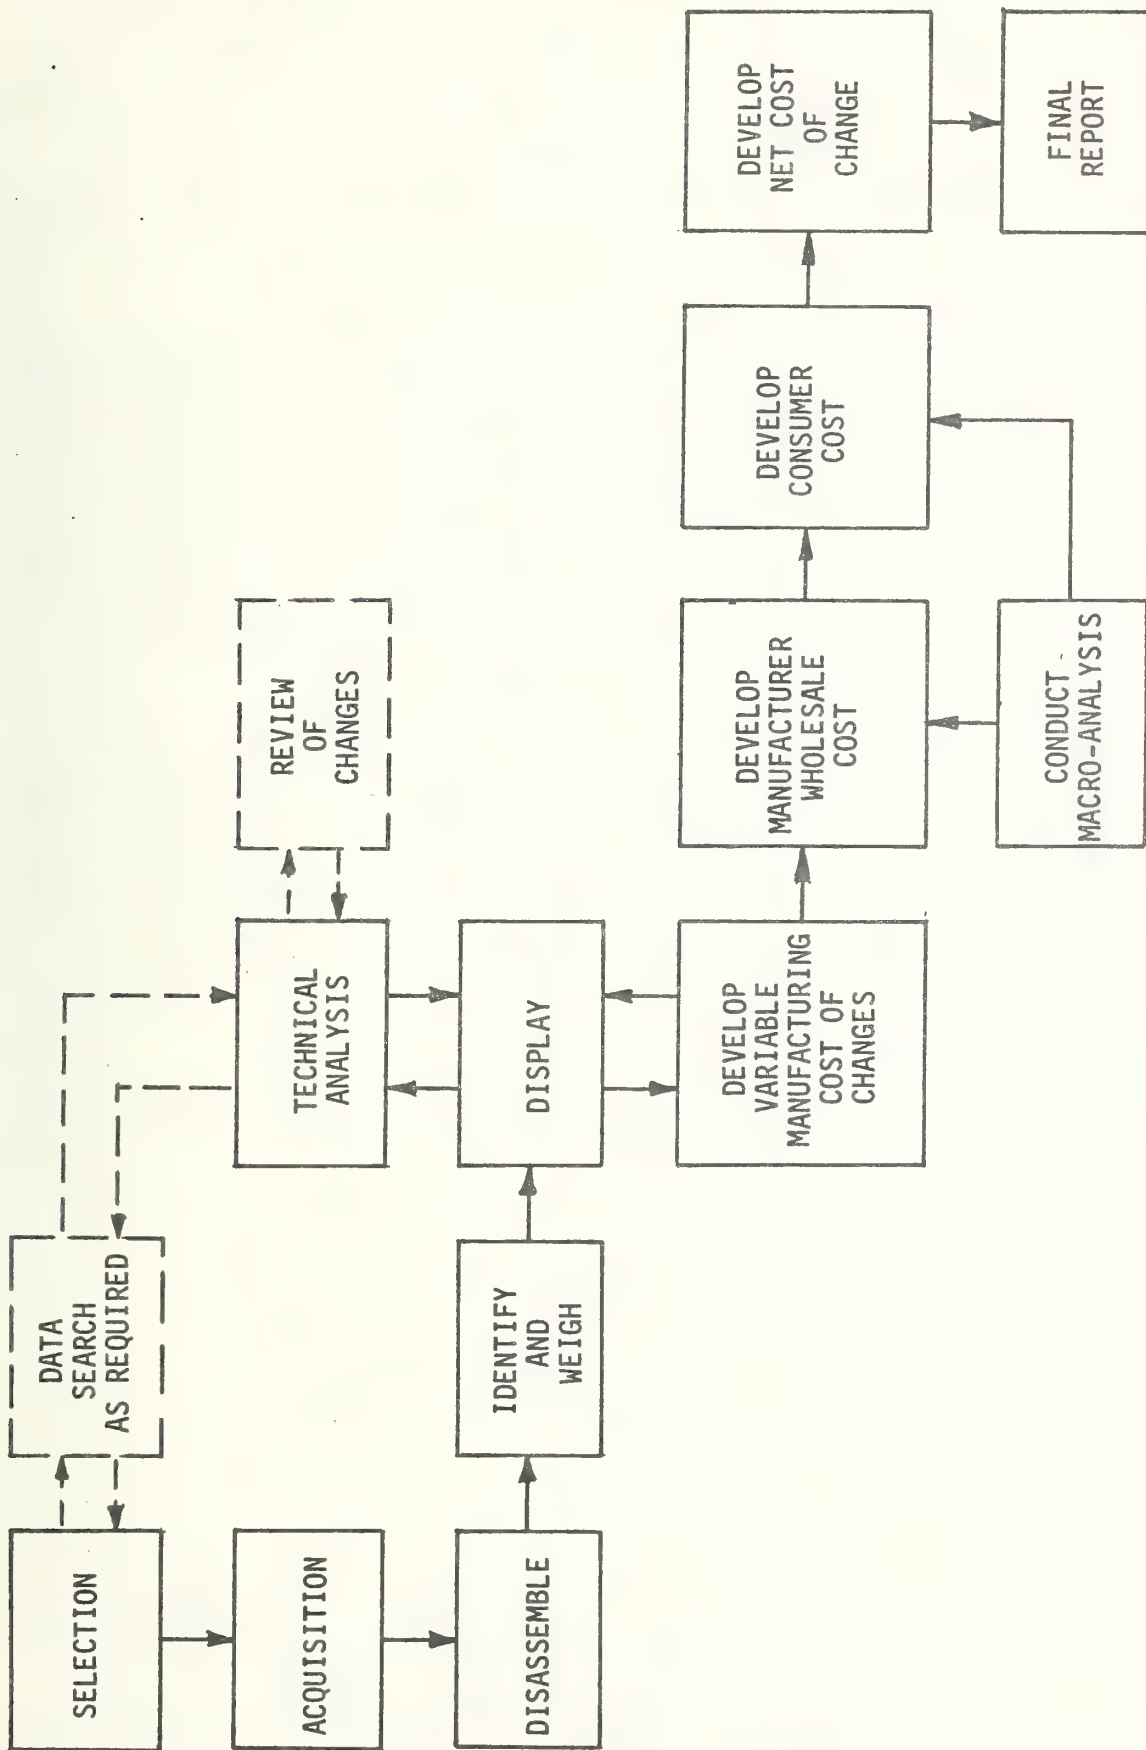 SELECTION
DATA
SEARCH
AS REQUIRED
ACQUISITION
TECHNICAL
ANALYSIS
REVIEW
OF
CHANGES
DISASSEMBLE
IDENTIFY
AND
WEIGH
DISPLAY
DEVELOP
VARIABLE
MANUFACTURING
COST OF
CHANGES
DEVELOP
MANUFACTURER
WHOLESALE
COST
DEVELOP
CONSUMER
COST
DEVELOP
NET COST
OF
CHANGE
CONDUCT
MACRO-ANALYSIS
FINAL
REPORT